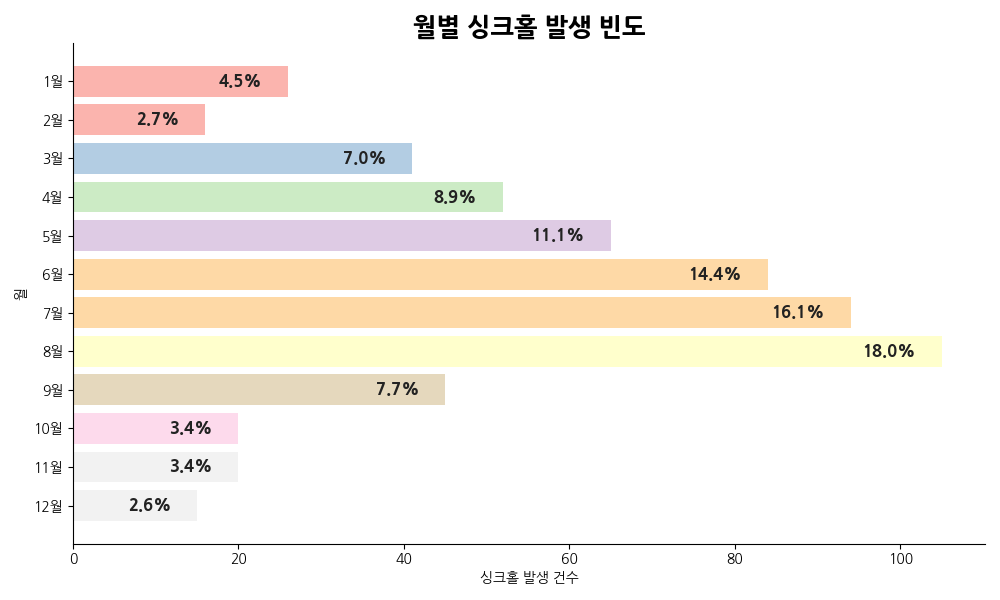 월별 싱크홀 발생 빈도
1월 4.5%
2월 2.7%
3월 7.0%
4월 8.9%
5월 11.1%
6월 14.4%
월
7월 16.1%
8월 18.0%
9월 7.7%
10월 3.4%
11월 3.4%
12월 2.6%
0 20 40 60 80 100
싱크홀 발생 건수